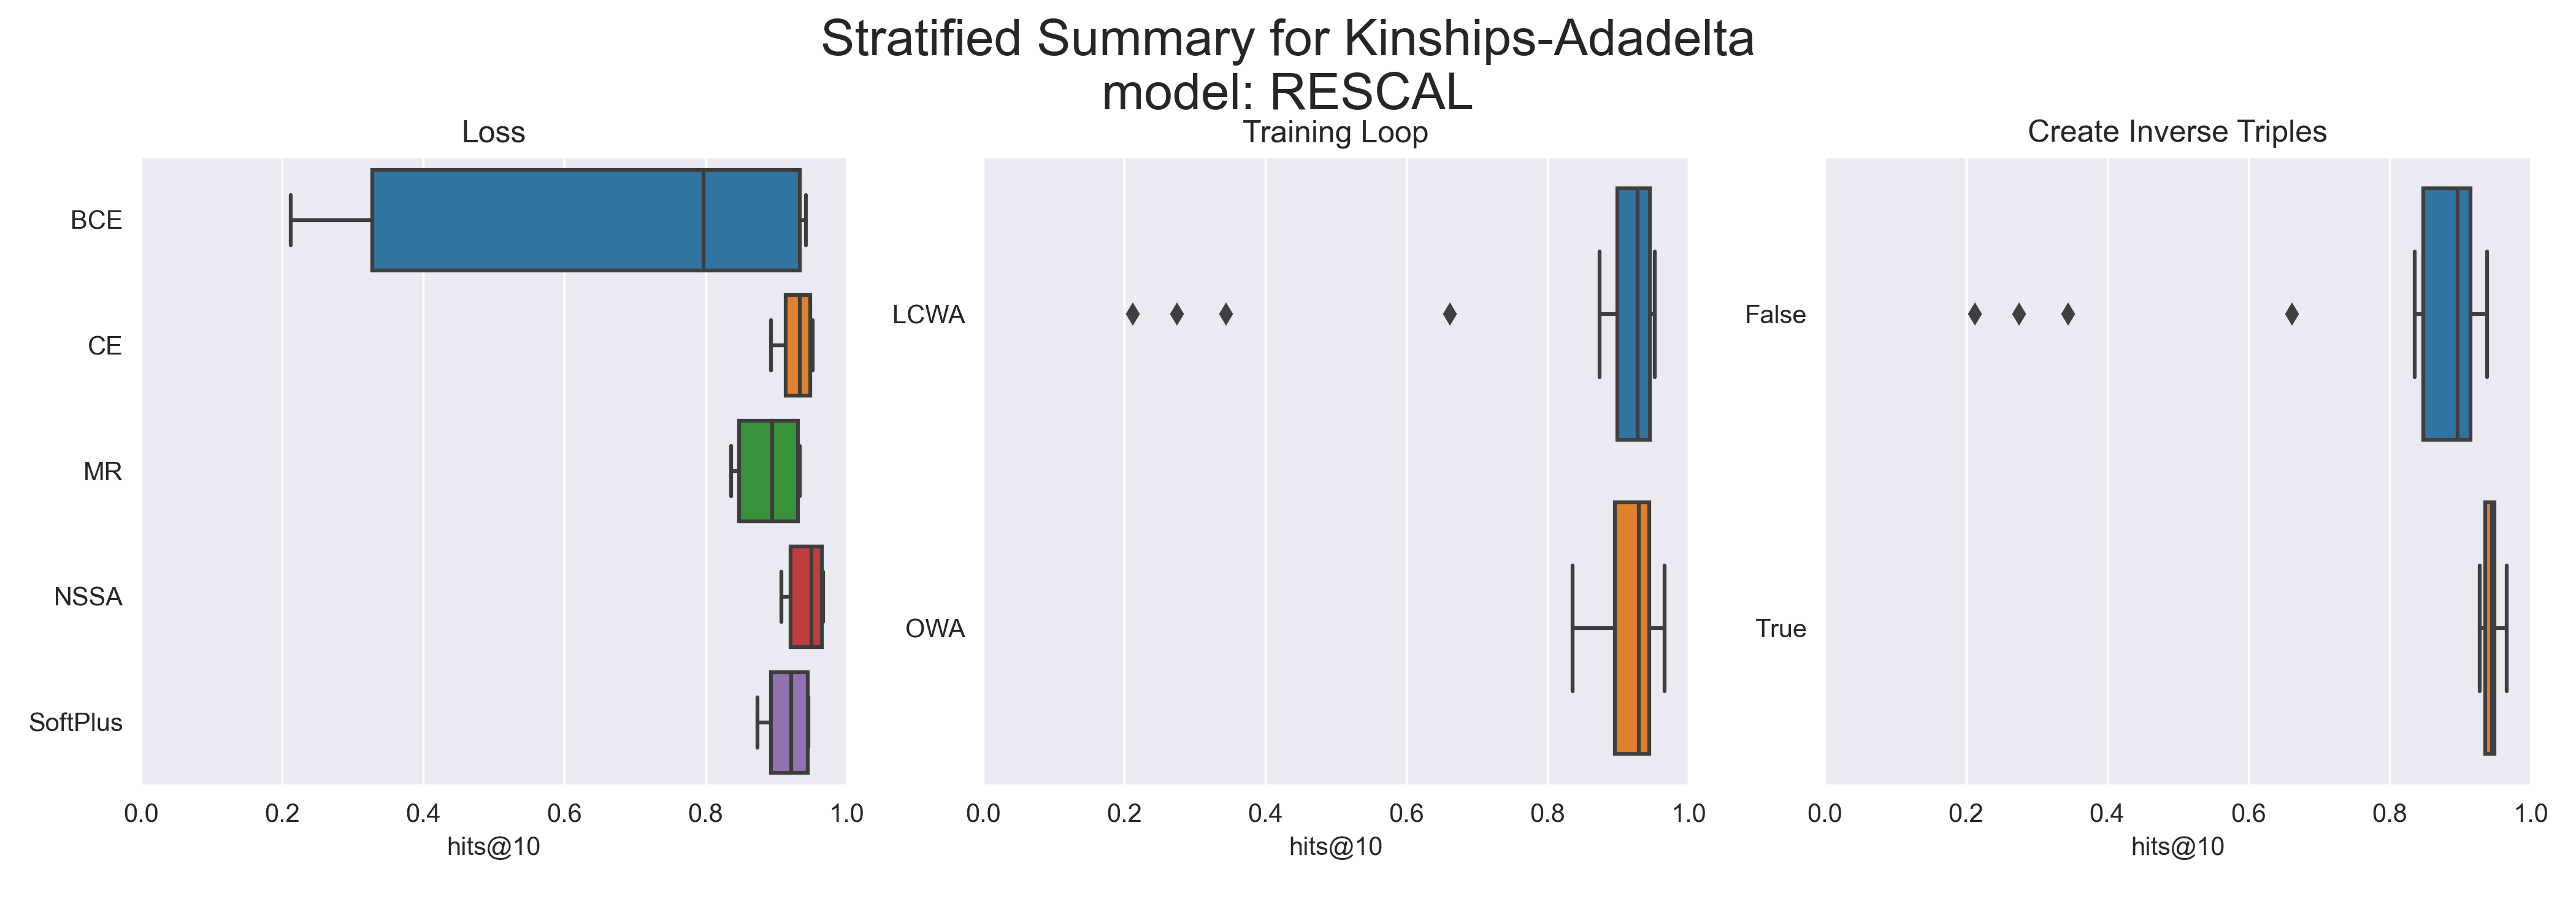 Stratified Summary for Kinships-Adadelta
model: RESCAL
Loss
BCE
CE
MR
NSSA
SoftPlus
0.0 0.2 0.4 0.6 0.8 1.0
hits@10
Training Loop
LCWA
OWA
0.0 0.2 0.4 0.6 0.8 1.0
hits@10
Create Inverse Triples
False
True
0.0 0.2 0.4 0.6 0.8 1.0
hits@10